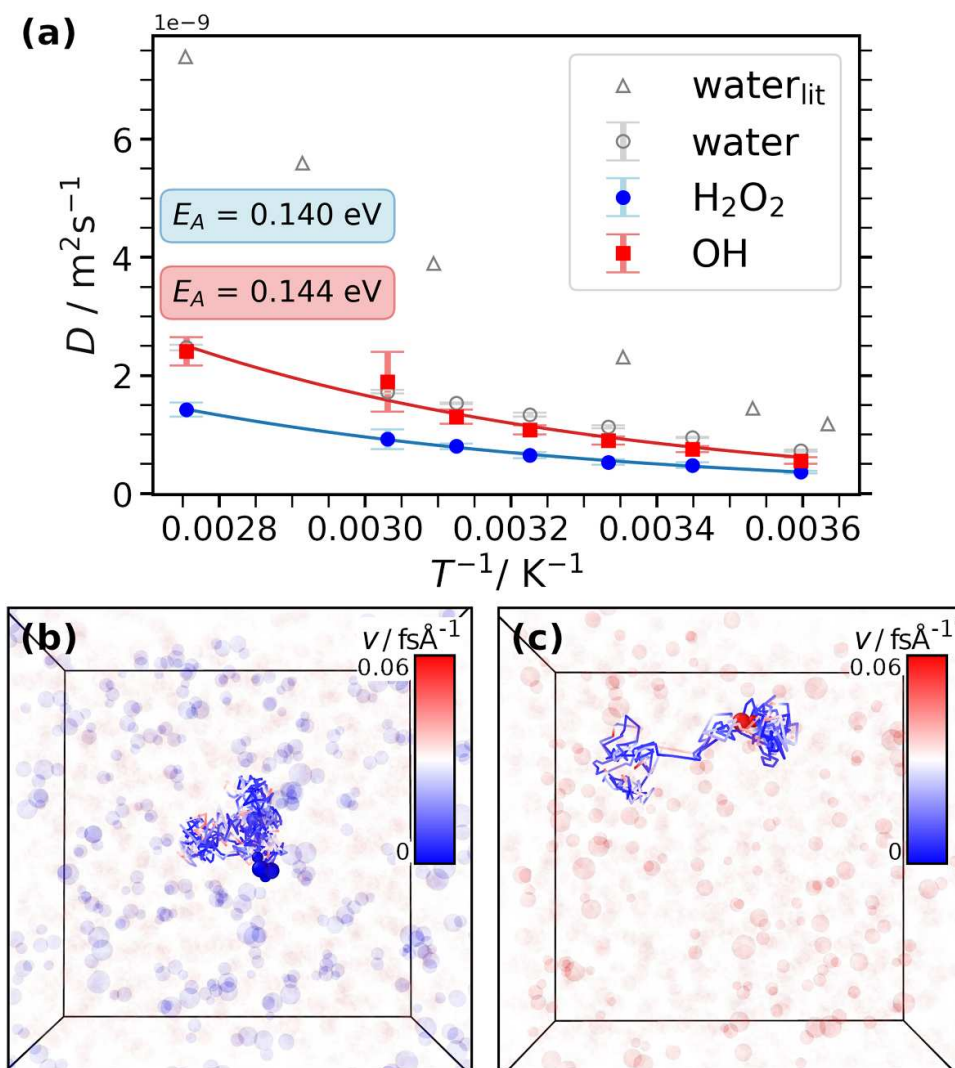 (a)
1e−9
6
4
2
0
D / m²s⁻¹
water_lit
water
H₂O₂
OH
E_A = 0.140 eV
E_A = 0.144 eV
0.0028 0.0030 0.0032 0.0034 0.0036
T⁻¹/ K⁻¹
(b)
v / fsÅ⁻¹
0.06
0
(c)
v / fsÅ⁻¹
0.06
0